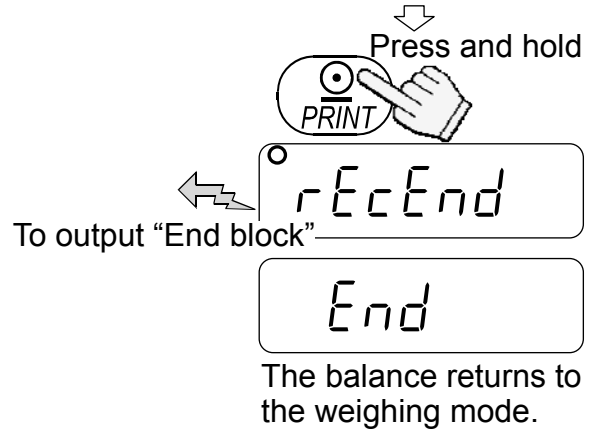 Press and hold
PRINT
rEcEnd
To output “End block”
End
The balance returns to
the weighing mode.